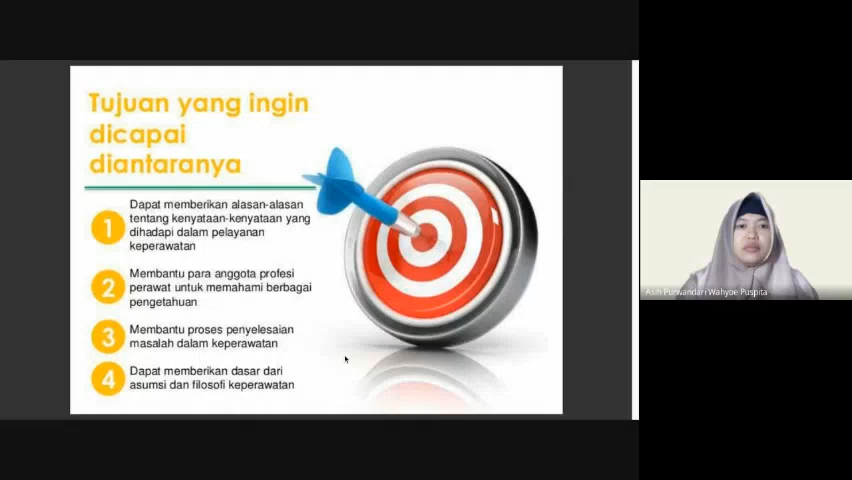 Tujuan yang ingin
dicapai
diantaranya
1
Dapat memberikan alasan-alasan
tentang kenyataan-kenyataan yang
dihadapi dalam pelayanan
keperawatan
2
Membantu para anggota profesi
perawat untuk memahami berbagai
pengetahuan
3
Membantu proses penyelesaian
masalah dalam keperawatan
4
Dapat memberikan dasar dari
asumsi dan filosofi keperawatan
Asih Purwandari Wahyoe Puspita